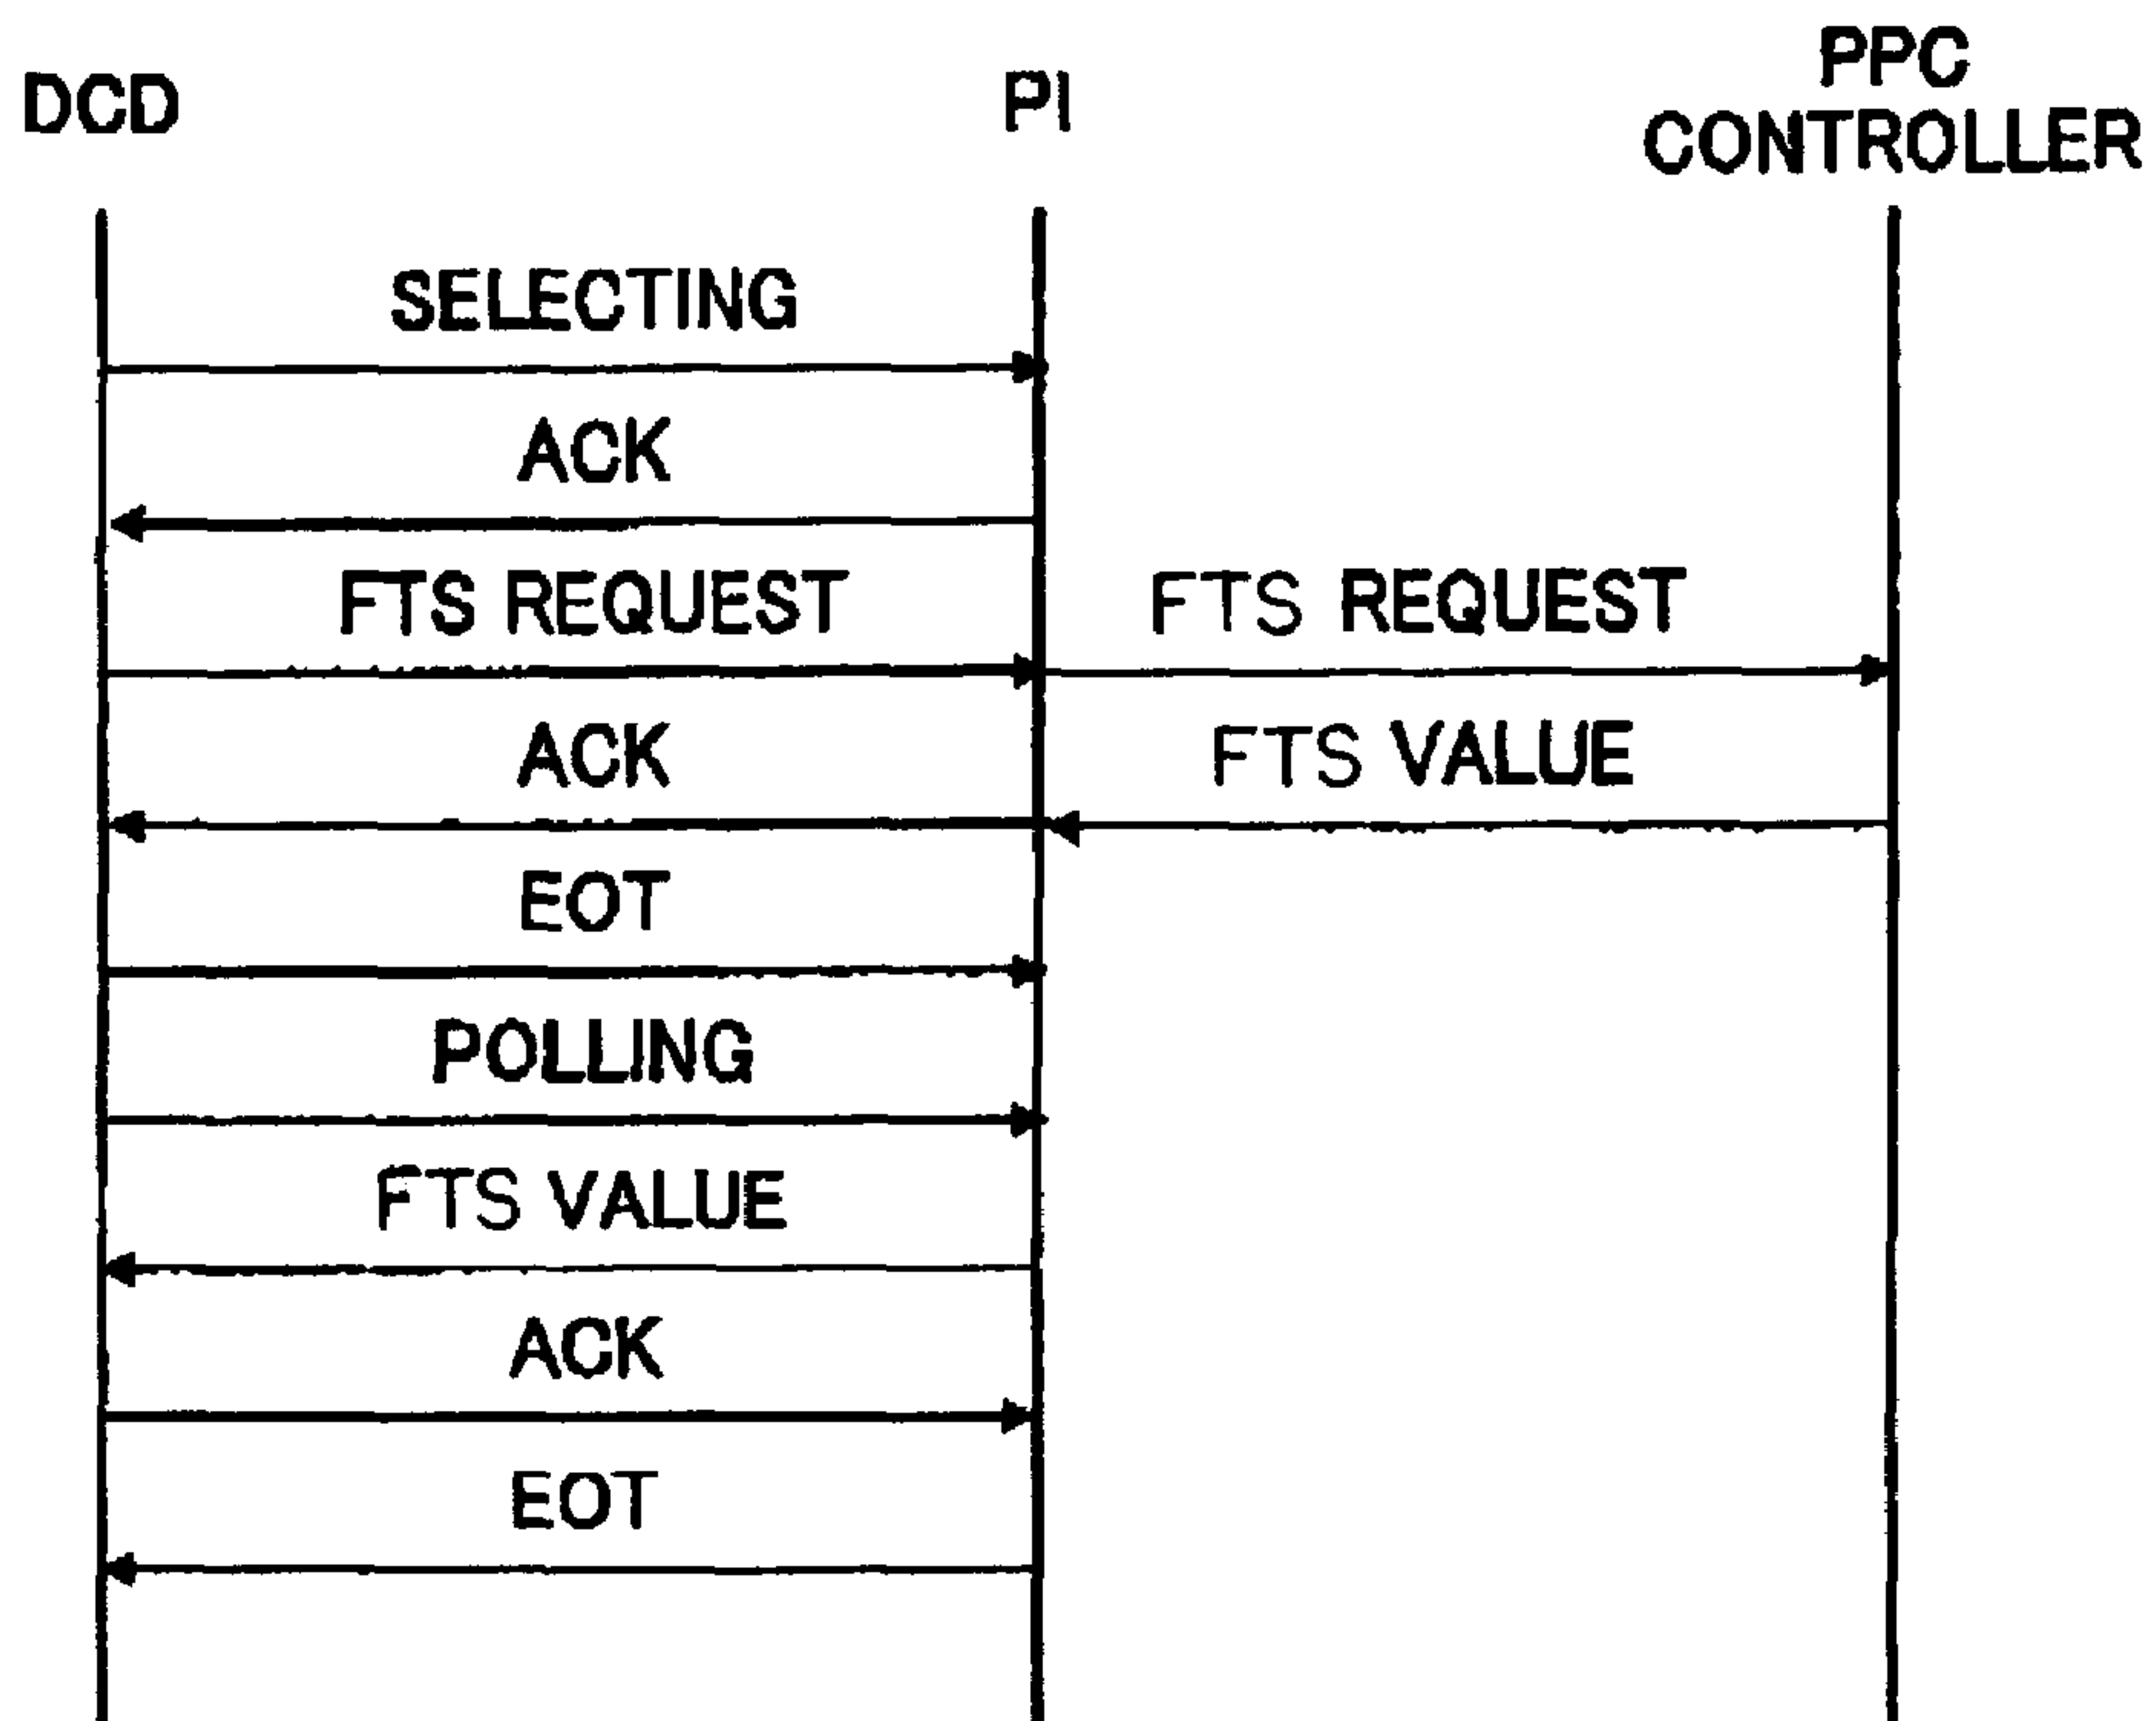 DCD
PI
PPC
CONTROLLER
SELECTING
ACK
FTS REQUEST
FTS REQUEST
ACK
FTS VALUE
EOT
POLLING
FTS VALUE
ACK
EOT